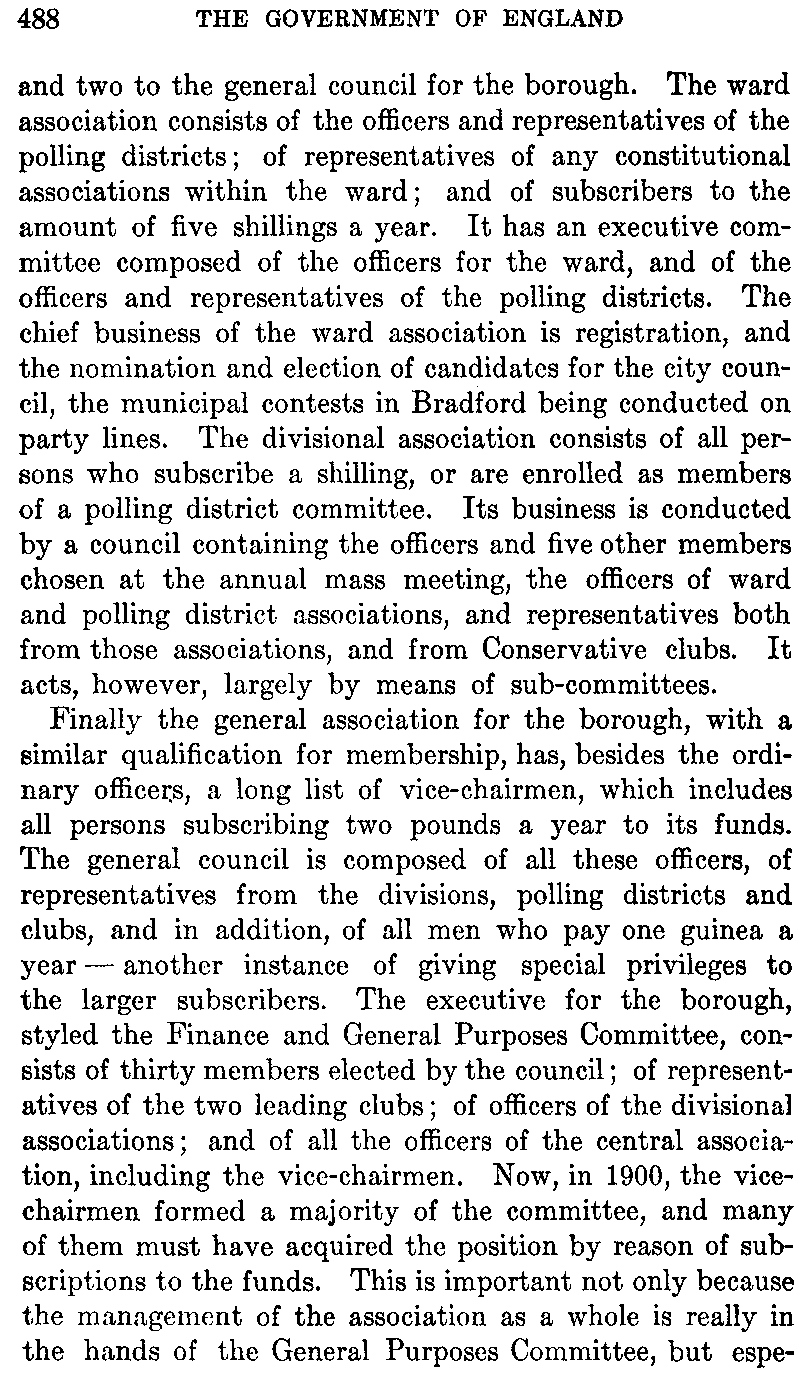 488 THE GOVERNMENT OF ENGLAND
and two to the general council for the borough. The ward
association consists of the officers and representatives of the
polling districts; of representatives of any constitutional
associations within the ward; and of subscribers to the
amount of five shillings a year. It has an executive com-
mittee composed of the officers for the ward, and of the
officers and representatives of the polling districts. The
chief business of the ward association is registration, and
the nomination and election of candidates for the city coun-
cil, the municipal contests in Bradford being conducted on
party lines. The divisional association consists of all per-
sons who subscribe a shilling, or are enrolled as members
of a polling district committee. Its business is conducted
by a council containing the officers and five other members
chosen at the annual mass meeting, the officers of ward
and polling district associations, and representatives both
from those associations, and from Conservative clubs. It
acts, however, largely by means of sub-committees.
Finally the general association for the borough, with a
similar qualification for membership, has, besides the ordi-
nary officers, a long list of vice-chairmen, which includes
all persons subscribing two pounds a year to its funds.
The general council is composed of all these officers, of
representatives from the divisions, polling districts and
clubs, and in addition, of all men who pay one guinea a
year — another instance of giving special privileges to
the larger subscribers. The executive for the borough,
styled the Finance and General Purposes Committee, con-
sists of thirty members elected by the council; of represent-
atives of the two leading clubs; of officers of the divisional
associations; and of all the officers of the central associa-
tion, including the vice-chairmen. Now, in 1900, the vice-
chairmen formed a majority of the committee, and many
of them must have acquired the position by reason of sub-
scriptions to the funds. This is important not only because
the management of the association as a whole is really in
the hands of the General Purposes Committee, but espe-